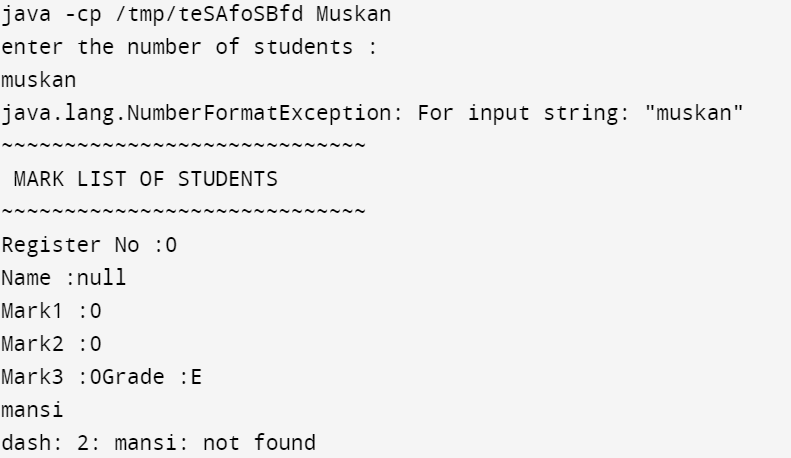 java -cp /tmp/teSAfoSBfd Muskan
enter the number of students :
muskan
java.lang.NumberFormatException: For input string: "muskan"
~~~~~~~~~~~~~~~~~~~~~~~~~~~~~
 MARK LIST OF STUDENTS
~~~~~~~~~~~~~~~~~~~~~~~~~~~~~
Register No :0
Name :null
Mark1 :0
Mark2 :0
Mark3 :0Grade :E
mansi
dash: 2: mansi: not found